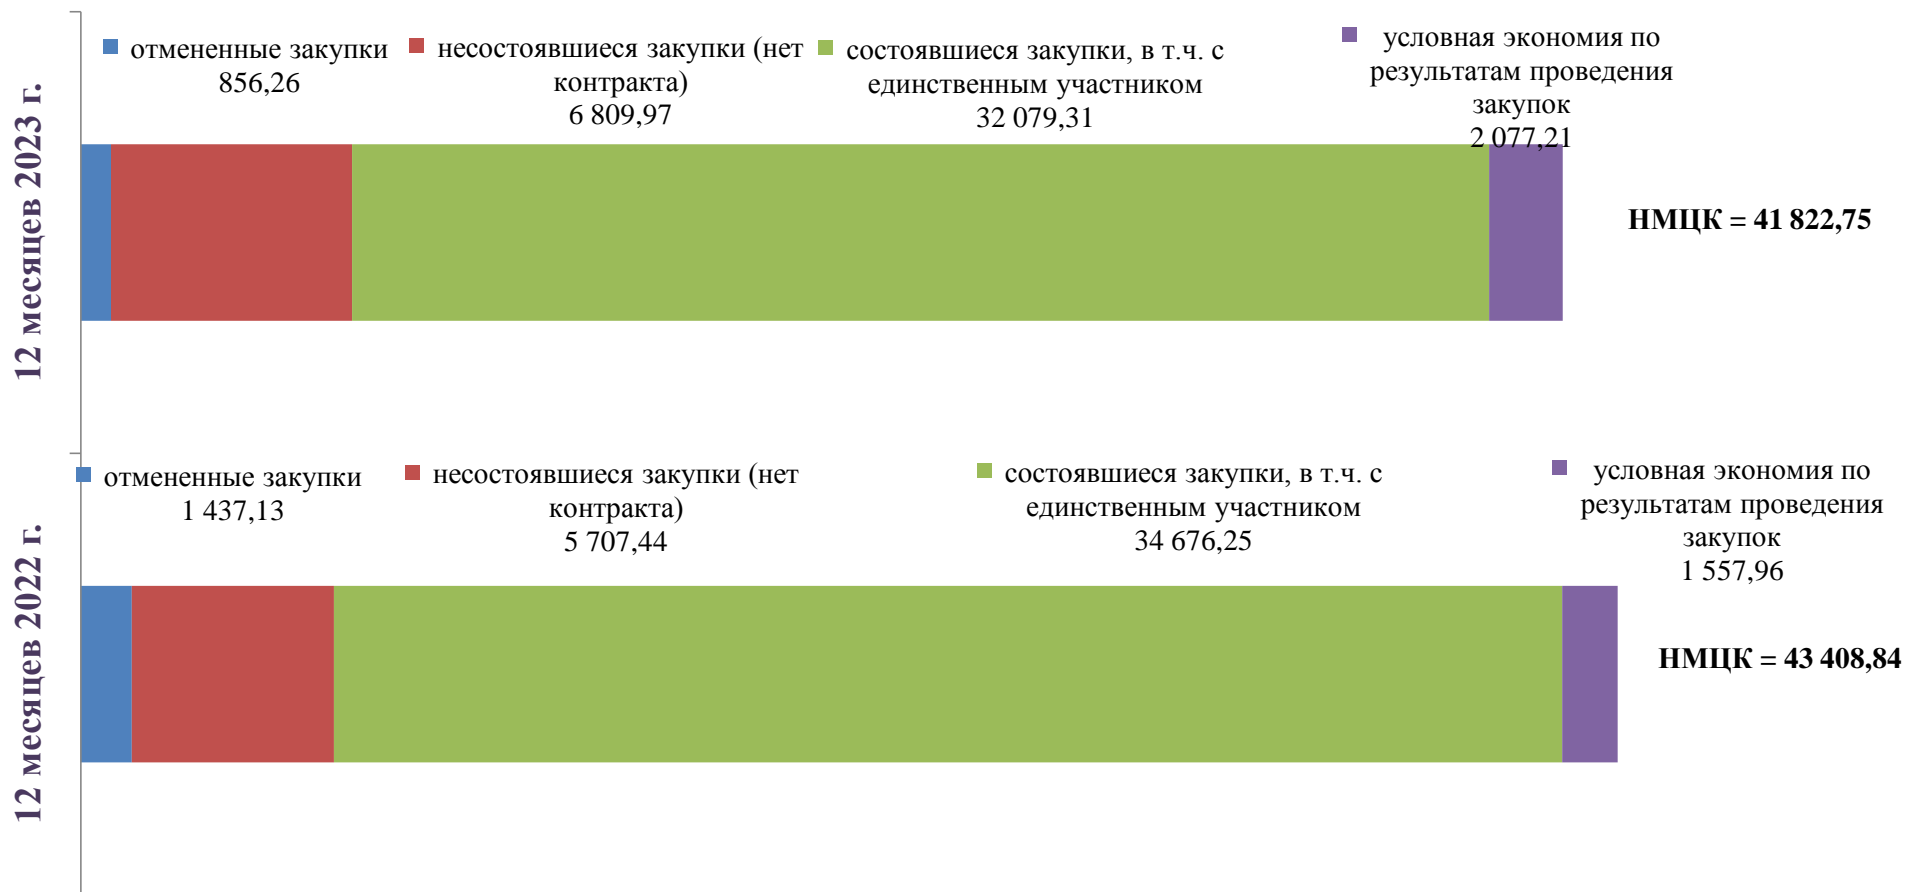 12 месяцев 2023 г.
отмененные закупки
856,26
несостоявшиеся закупки (нет
контракта)
6 809,97
состоявшиеся закупки, в т.ч. с
единственным участником
32 079,31
условная экономия по
результатам проведения
закупок
2 077,21
НМЦК = 41 822,75
12 месяцев 2022 г.
отмененные закупки
1 437,13
несостоявшиеся закупки (нет
контракта)
5 707,44
состоявшиеся закупки, в т.ч. с
единственным участником
34 676,25
условная экономия по
результатам проведения
закупок
1 557,96
НМЦК = 43 408,84